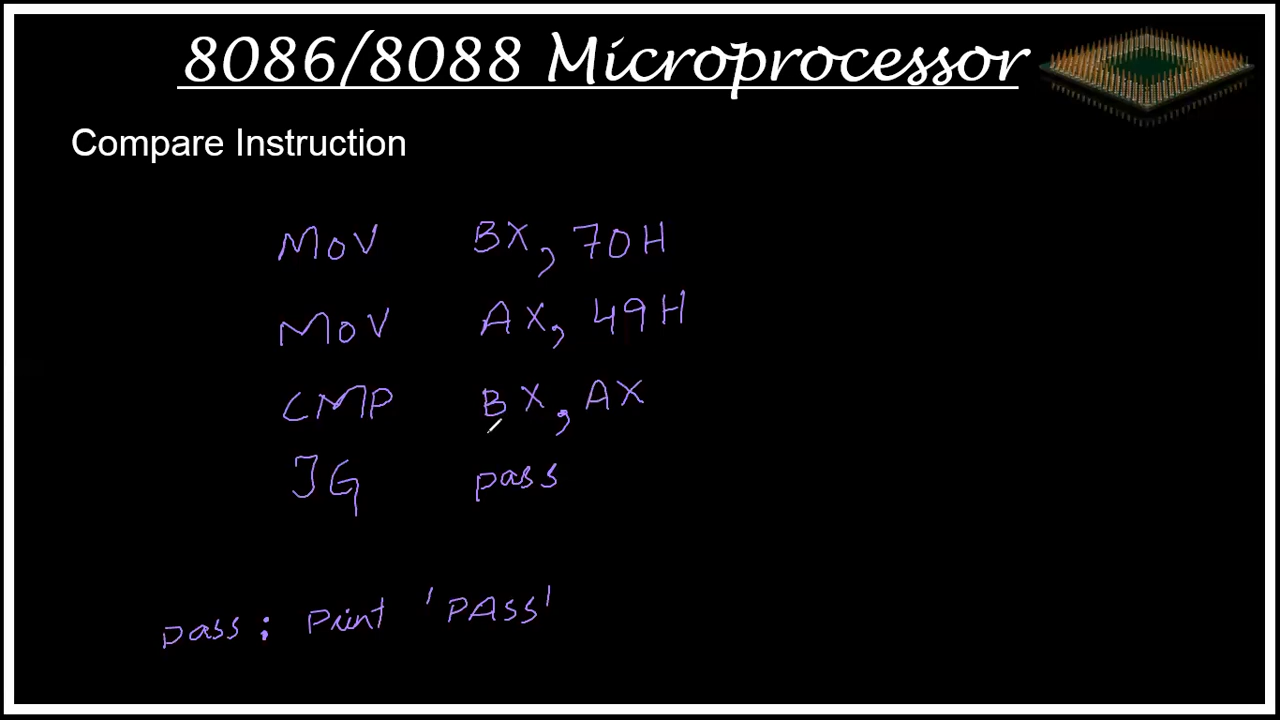 8086/8088 Microprocessor
Compare Instruction
MOV BX, 70H
MOV AX, 49H
CMP BX, AX
JG pass
pass: Print 'PASS'